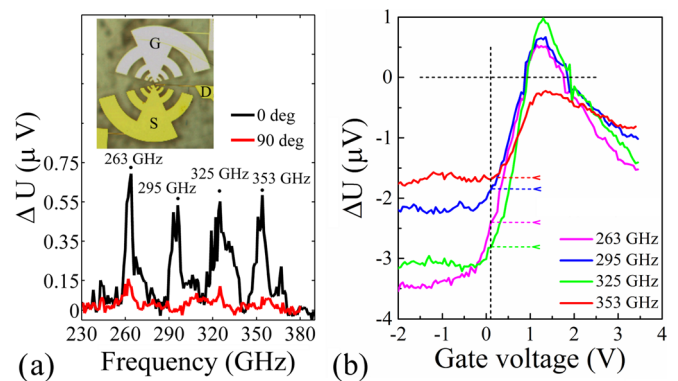 (a)
G
D
S
0 deg
90 deg
263 GHz
295 GHz
325 GHz
353 GHz
Δ U (μ V)
0.75
0.55
0.35
0.15
0
230 260 290 320 350 380
Frequency (GHz)
(b)
ΔU (μV)
1
0
-1
-2
-3
-4
263 GHz
295 GHz
325 GHz
353 GHz
-2 -1 0 1 2 3 4
Gate voltage (V)